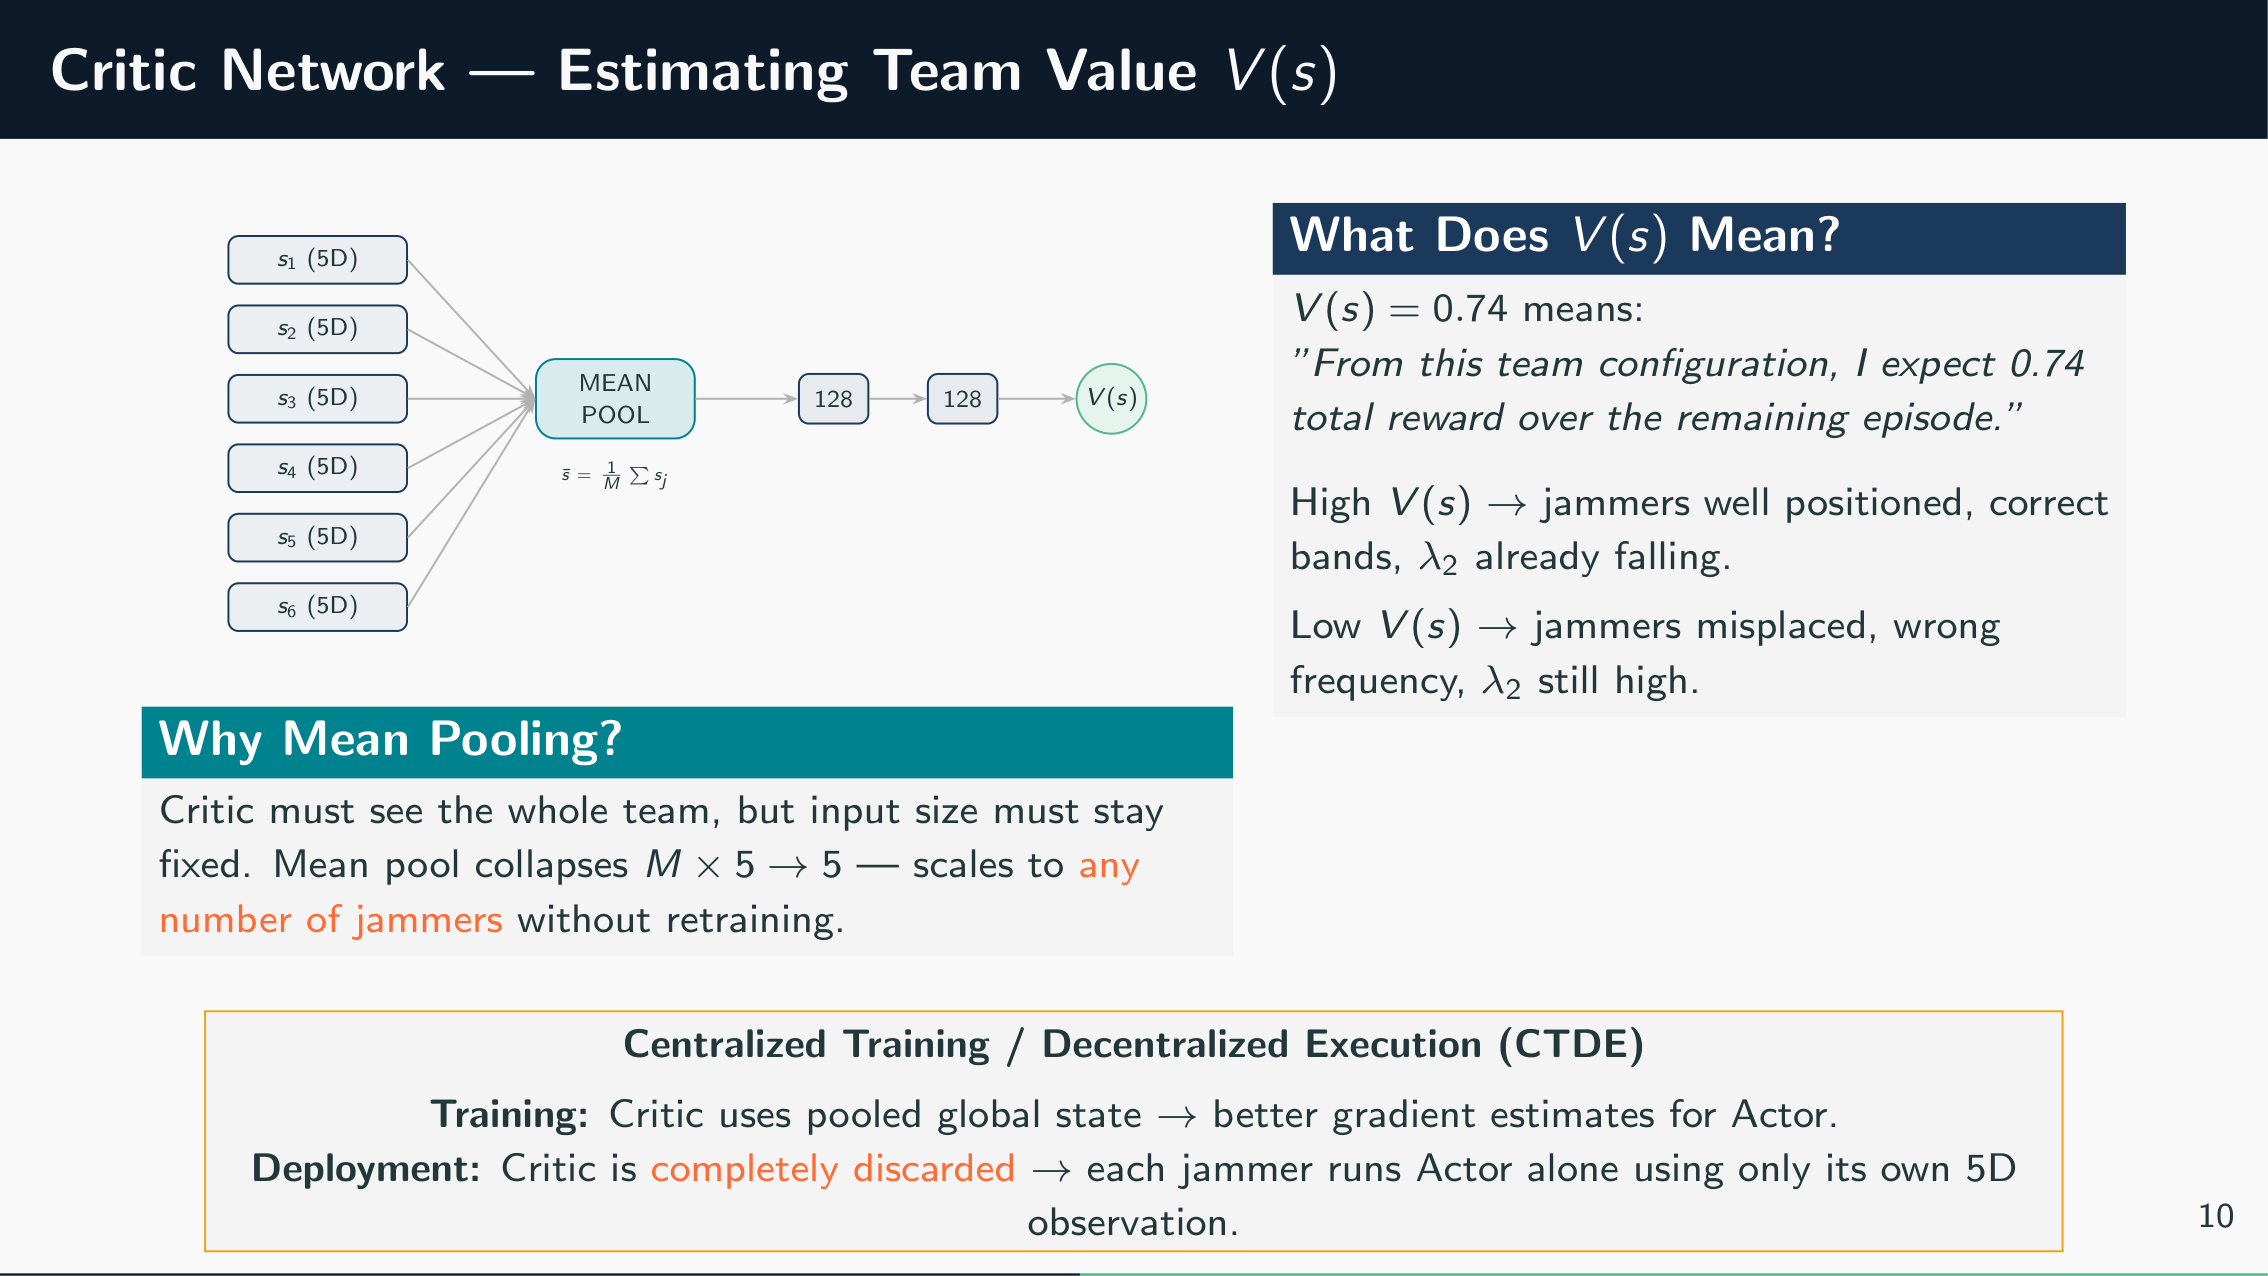 Critic Network — Estimating Team Value V(s)
s₁ (5D)
s₂ (5D)
s₃ (5D)
s₄ (5D)
s₅ (5D)
s₆ (5D)
MEAN
POOL
s̄ = 1/M ∑ sⱼ
128
128
V(s)
Why Mean Pooling?
Critic must see the whole team, but input size must stay
fixed. Mean pool collapses M × 5 → 5 — scales to any
number of jammers without retraining.
What Does V(s) Mean?
V(s) = 0.74 means:
”From this team configuration, I expect 0.74
total reward over the remaining episode.”
High V(s) → jammers well positioned, correct
bands, λ₂ already falling.
Low V(s) → jammers misplaced, wrong
frequency, λ₂ still high.
Centralized Training / Decentralized Execution (CTDE)
Training: Critic uses pooled global state → better gradient estimates for Actor.
Deployment: Critic is completely discarded → each jammer runs Actor alone using only its own 5D
observation.
10